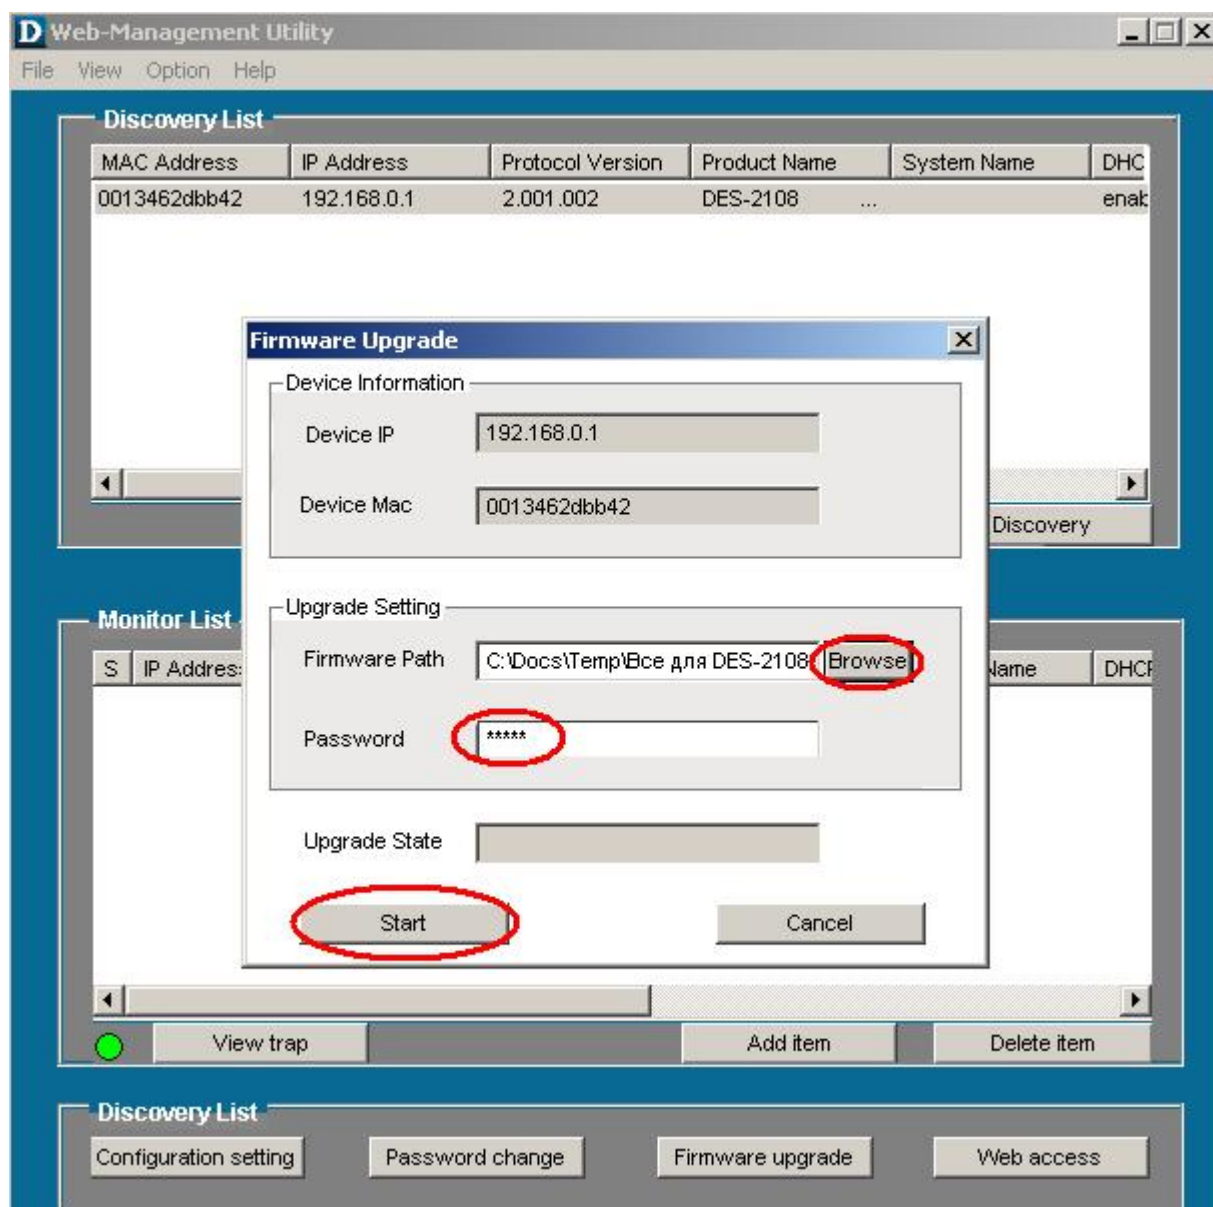 D Web-Management Utility
File View Option Help
Discovery List
MAC Address IP Address Protocol Version Product Name System Name DHC
0013462dbb42 192.168.0.1 2.001.002 DES-2108 ... enab
Firmware Upgrade
Device Information
Device IP 192.168.0.1
Device Mac 0013462dbb42
Discovery
Monitor List
Upgrade Setting
S IP Addres
Firmware Path C:\Docs\Temp\Все для DES-2108 Browse
Name DHCP
Password *****
Upgrade State
Start Cancel
View trap Add item Delete item
Discovery List
Configuration setting Password change Firmware upgrade Web access